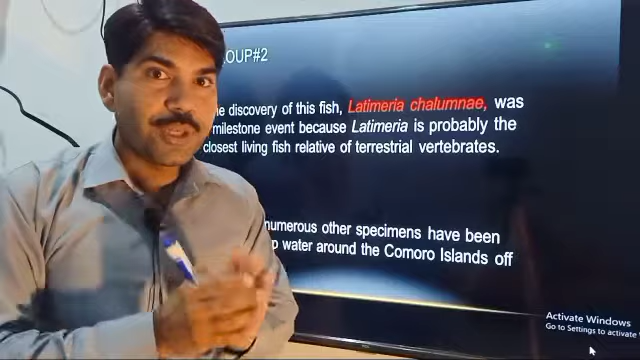 OUP#2
he discovery of this fish, Latimeria chalumnae, was
milestone event because Latimeria is probably the
closest living fish relative of terrestrial vertebrates.
numerous other specimens have been
p water around the Comoro Islands off
Activate Windows
Go to Settings to activate